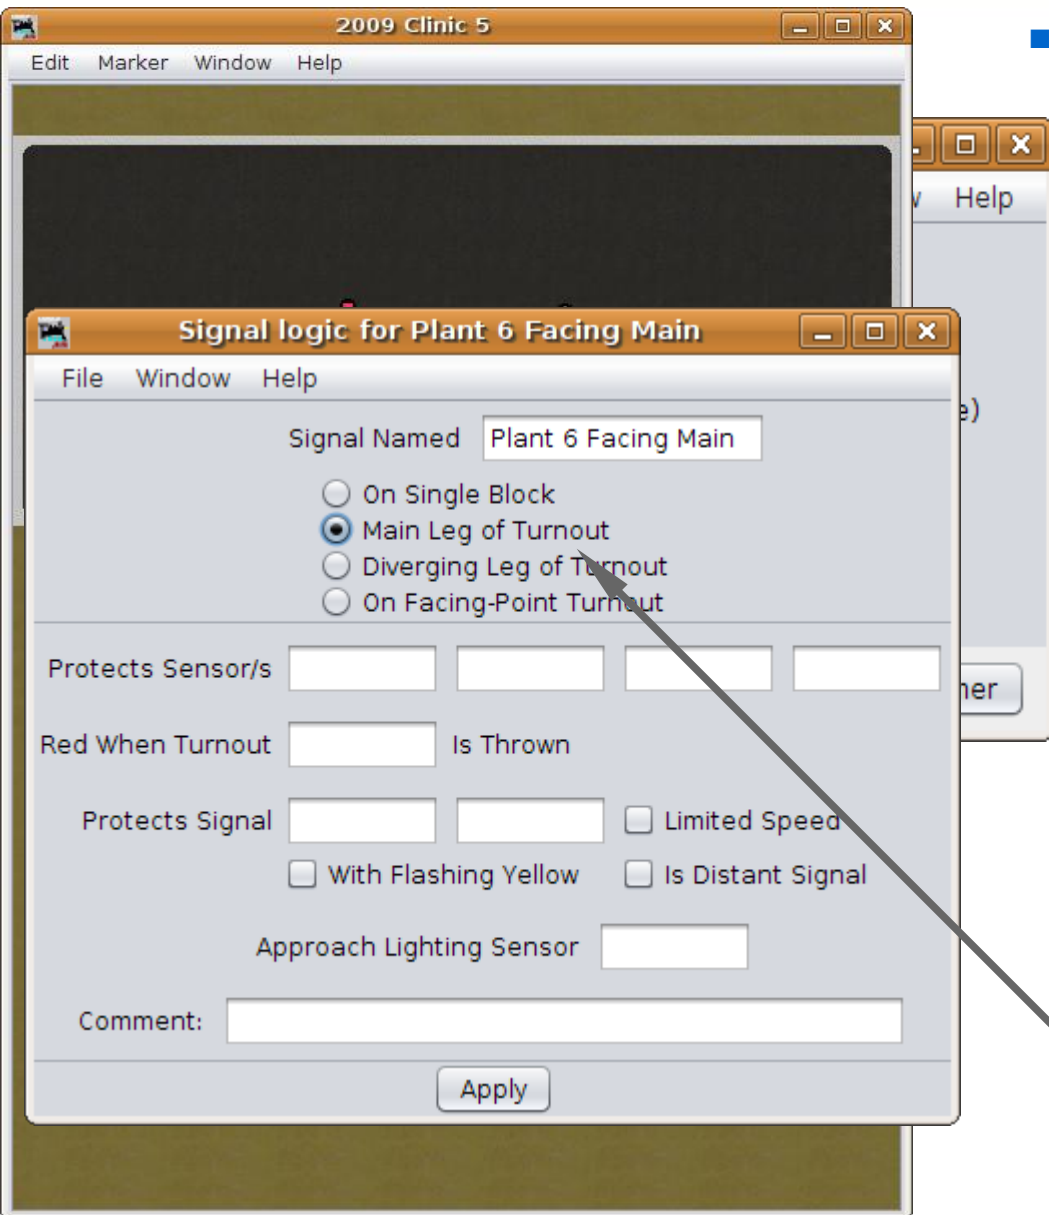 2009 Clinic 5
Edit Marker Window Help
Help
Signal logic for Plant 6 Facing Main
File Window Help
Signal Named Plant 6 Facing Main
On Single Block
Main Leg of Turnout
Diverging Leg of Turnout
On Facing-Point Turnout
Protects Sensor/s
Red When Turnout Is Thrown
Protects Signal Limited Speed
With Flashing Yellow Is Distant Signal
Approach Lighting Sensor
Comment:
Apply